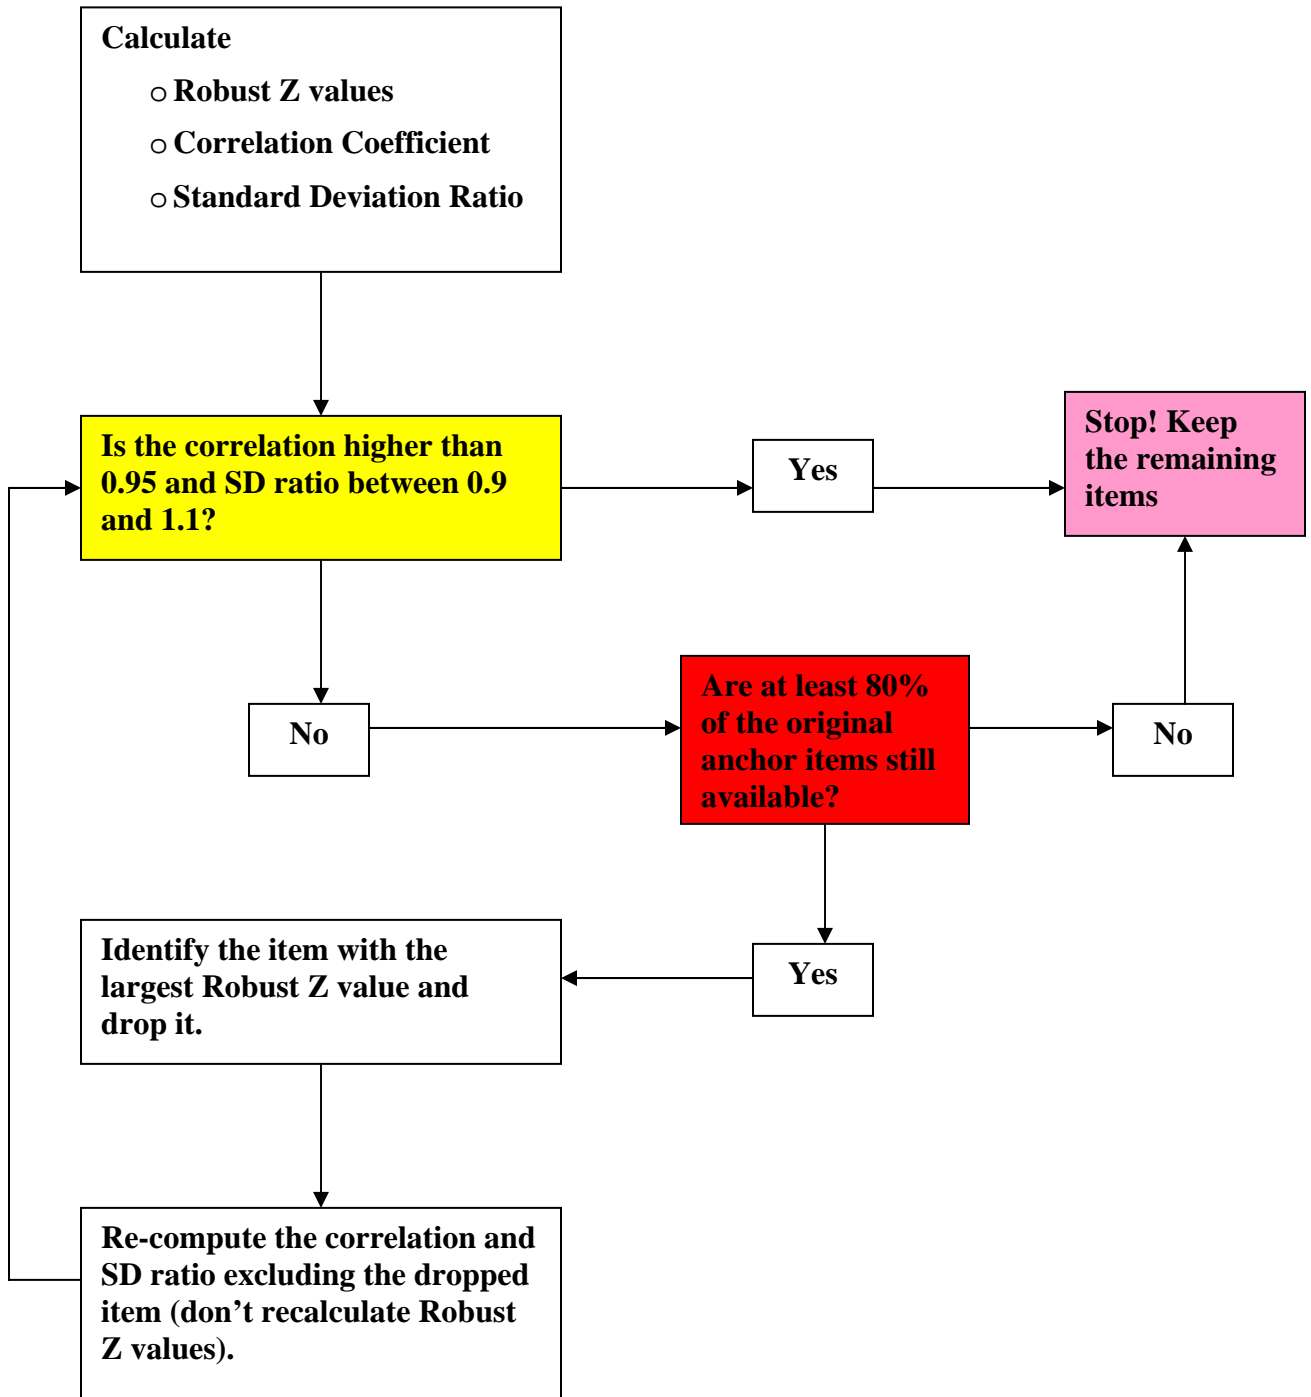 Calculate
o Robust Z values
o Correlation Coefficient
o Standard Deviation Ratio
Is the correlation higher than
0.95 and SD ratio between 0.9
and 1.1?
Yes
Stop! Keep
the remaining
items
No
Are at least 80%
of the original
anchor items still
available?
No
Identify the item with the
largest Robust Z value and
drop it.
Yes
Re-compute the correlation and
SD ratio excluding the dropped
item (don’t recalculate Robust
Z values).